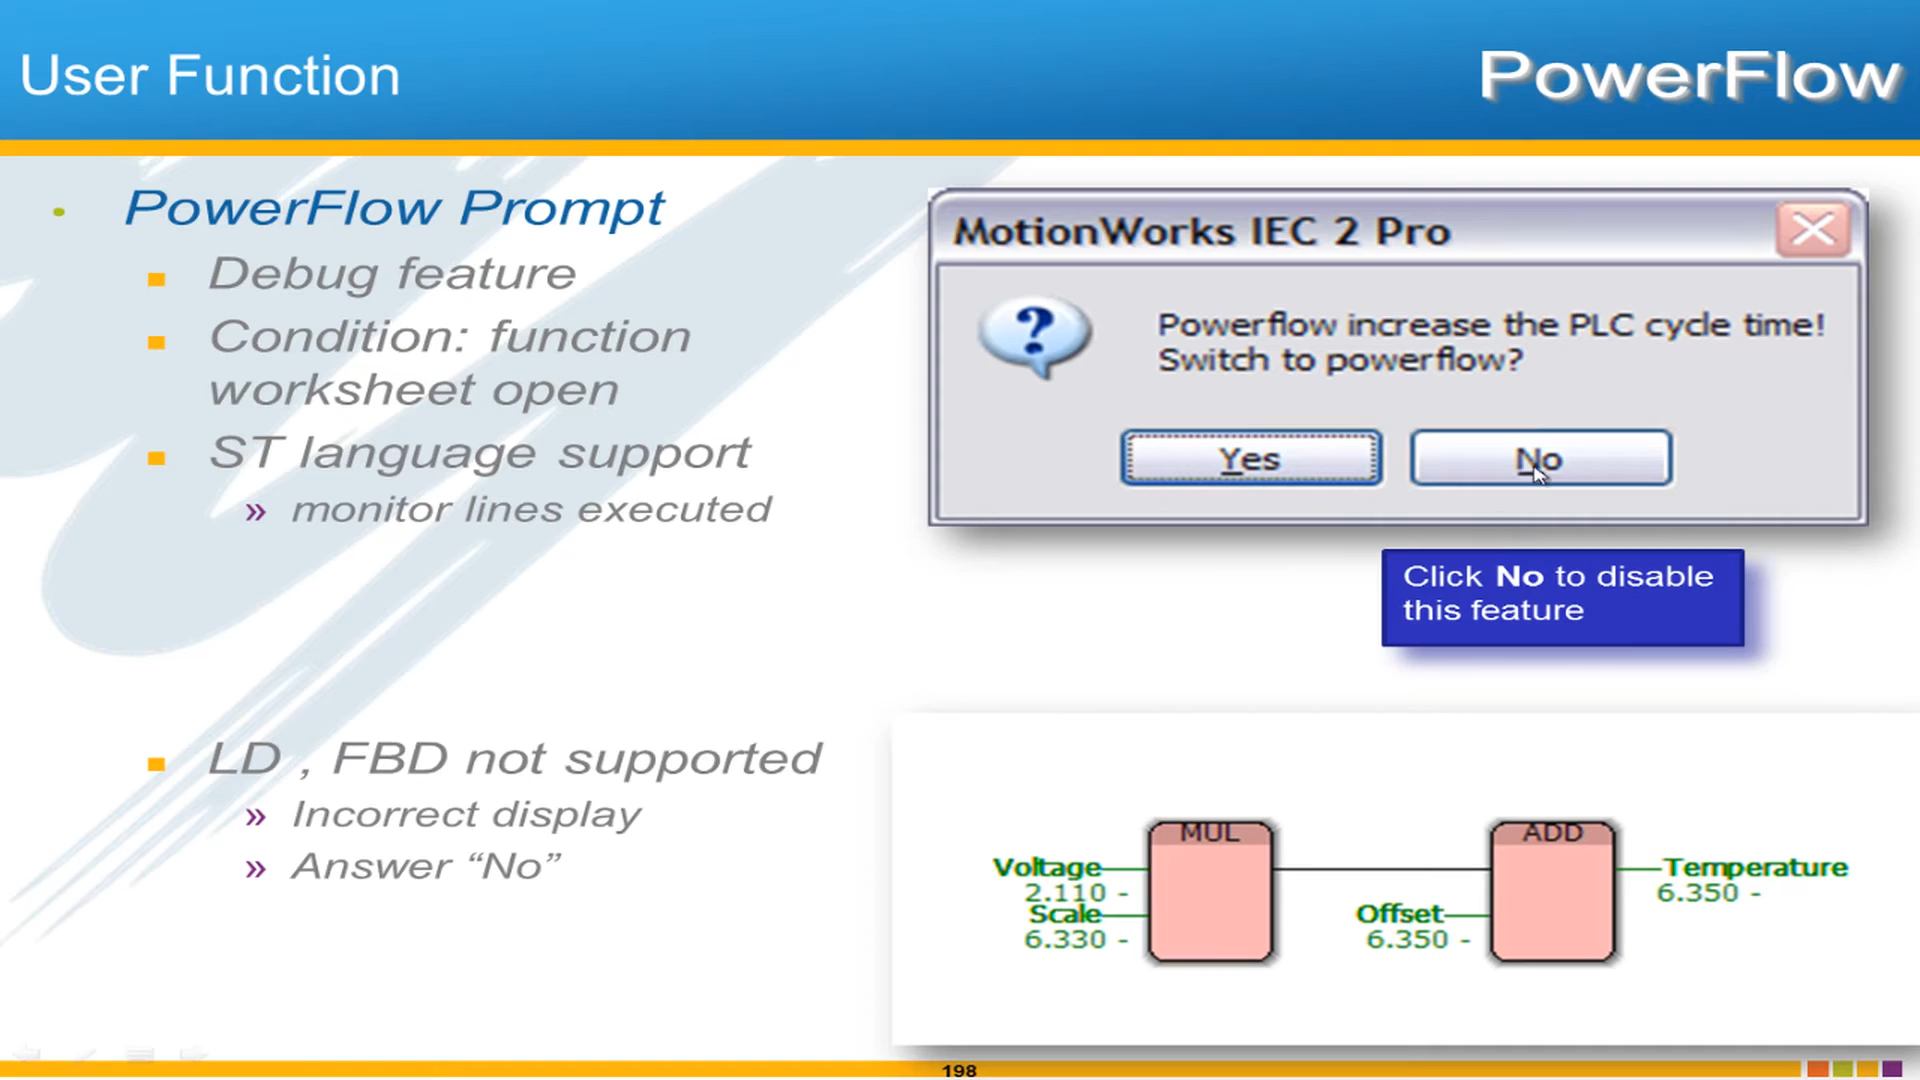 User Function
PowerFlow
• PowerFlow Prompt
Debug feature
Condition: function
worksheet open
ST language support
» monitor lines executed
LD , FBD not supported
» Incorrect display
» Answer “No”
MotionWorks IEC 2 Pro
Powerflow increase the PLC cycle time!
Switch to powerflow?
Yes
No
Click No to disable
this feature
MUL
ADD
Voltage
2.110 -
Scale
6.330 -
Offset
6.350 -
Temperature
6.350 -
198